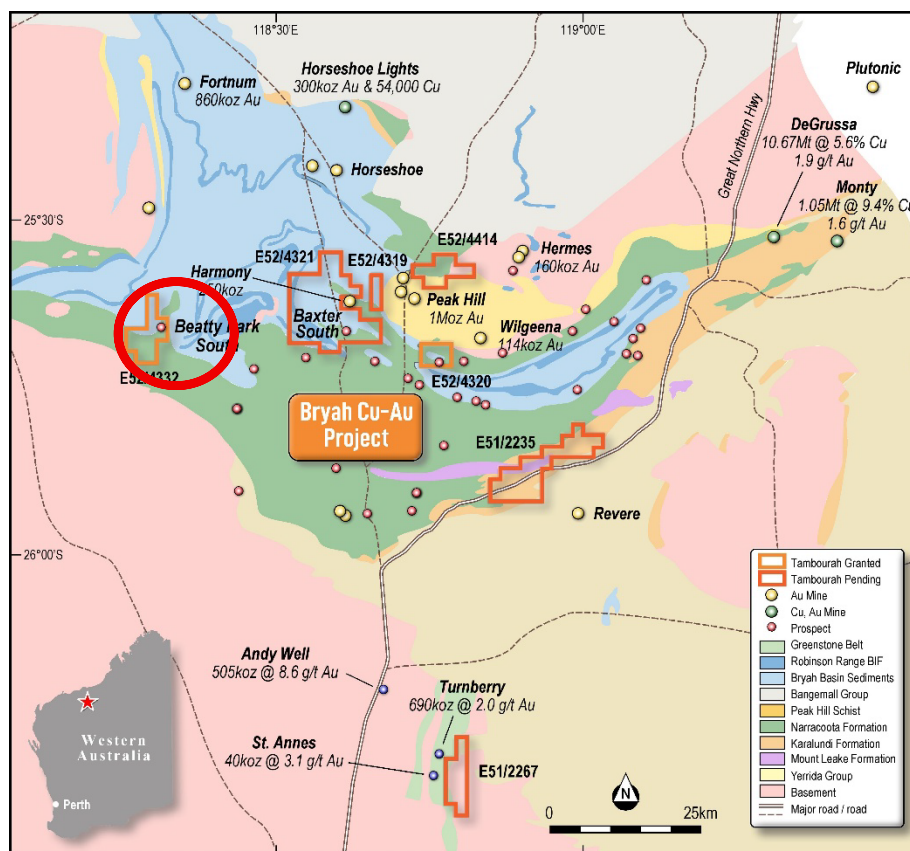 118°30'E
119°00'E
Fortnum
860koz Au
Horseshoe Lights
300koz Au & 54,000 Cu
Plutonic
DeGrussa
10.67Mt @ 5.6% Cu
1.9 g/t Au
Horseshoe
Great Northern Hwy
Monty
1.05Mt @ 9.4% Cu
1.6 g/t Au
25°30'S
E52/4321
E52/4319
E52/4414
Hermes
160koz Au
Harmony
250koz
Peak Hill
1Moz Au
Baxter
South
Beatty Park
South
Wilgeena
114koz Au
E52/4332
E52/4320
Bryah Cu-Au
Project
E51/2235
Revere
26°00'S
Tambourah Granted
Tambourah Pending
Au Mine
Cu, Au Mine
Prospect
Greenstone Belt
Robinson Range BIF
Bryah Basin Sediments
Bangemall Group
Peak Hill Schist
Narracoota Formation
Karalundi Formation
Mount Leake Formation
Yerrida Group
Basement
Major road / road
Andy Well
505koz @ 8.6 g/t Au
Turnberry
690koz @ 2.0 g/t Au
St. Annes
40koz @ 3.1 g/t Au
E51/2267
Western
Australia
Perth
N
0
25km